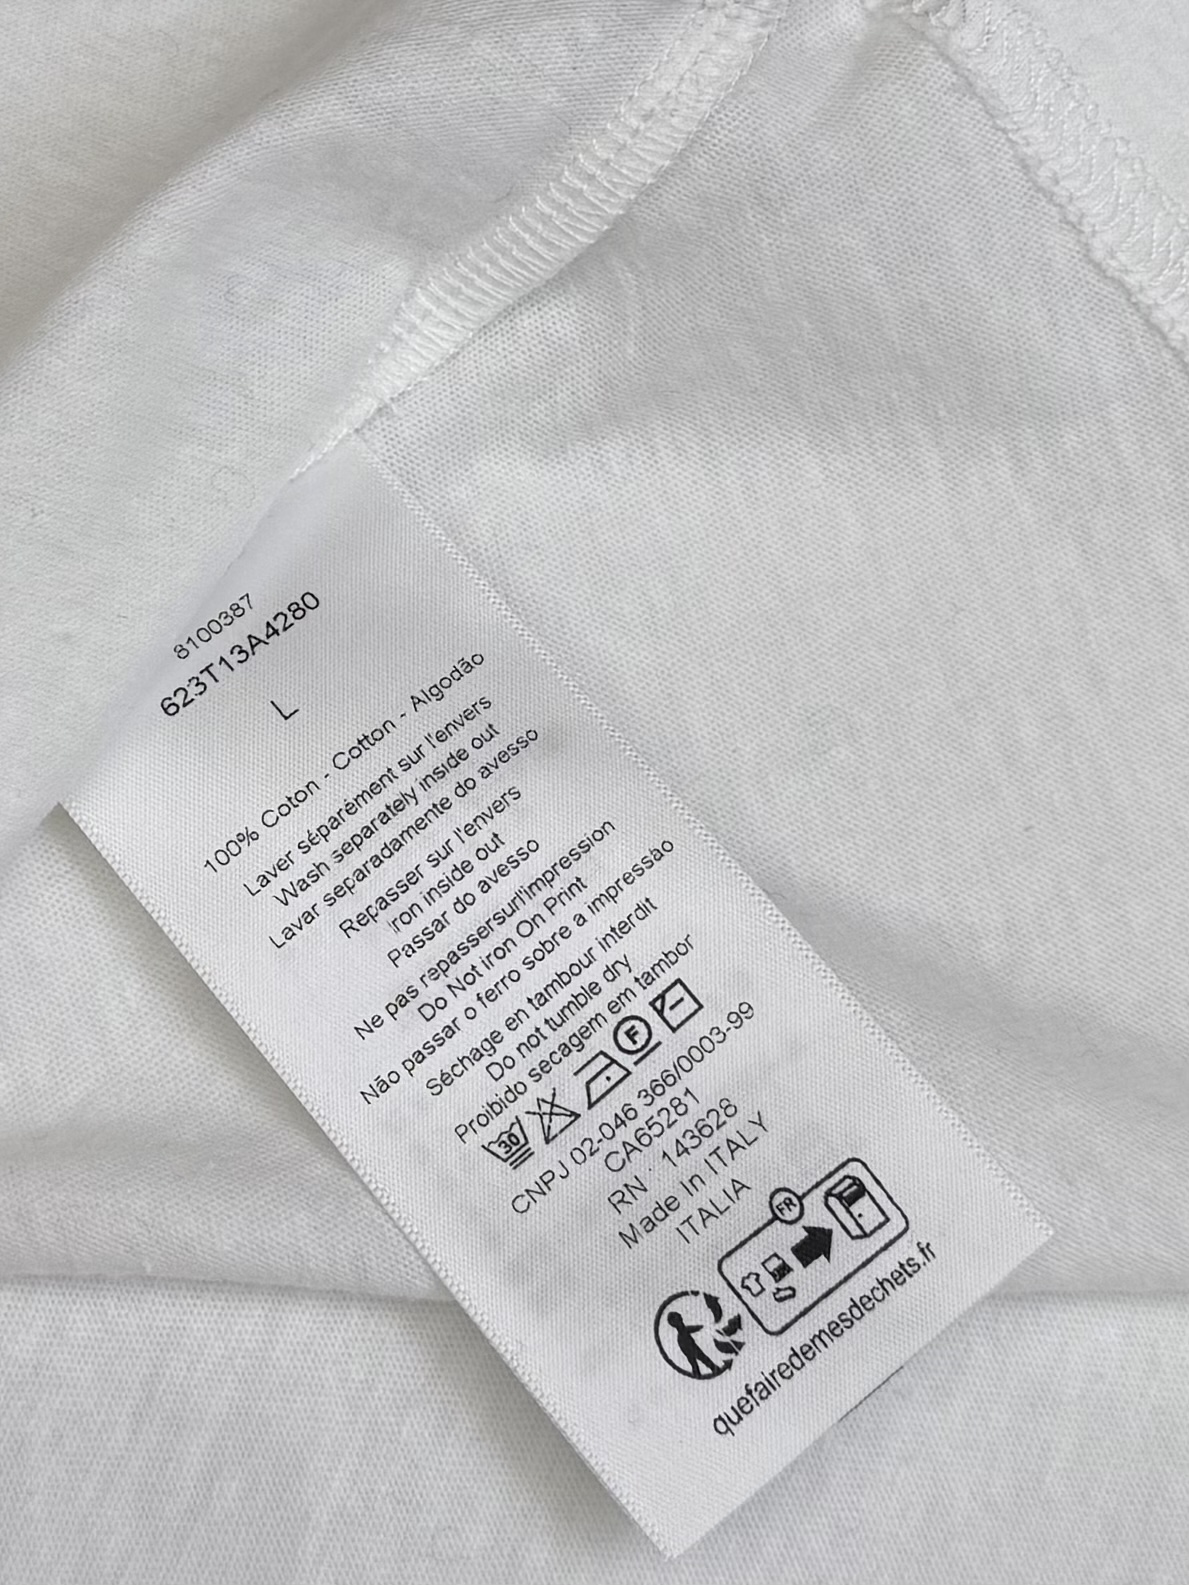 8100387
623T13A4280
L
100% Coton - Cotton - Algodão
Laver séparément sur l'envers
Wash separately inside out
Lavar separadamente do avesso
Repasser sur l'envers
Iron inside out
Passar do avesso
Ne pas repassersurl'impression
Do Not iron On Print
Não passar o ferro sobre a impressão
Séchage en tambour interdit
Do not tumble dry
Proibido secagem em tambor
30 F
CNPJ 02-046 366/0003-99
CA65281
RN : 143628
Made In ITALY
ITALIA
FR
quefairedemesdechets.fr